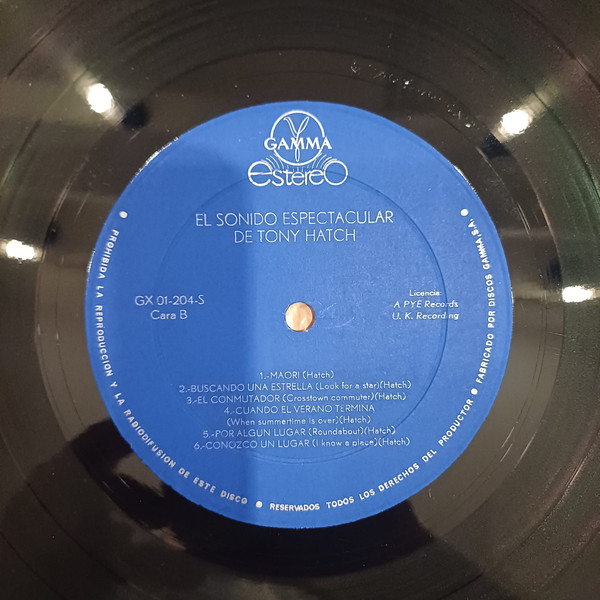 GAMMA
EstéreO
EL SONIDO ESPECTACULAR
DE TONY HATCH
GX 01-204-S
Cara B
Licencia
A PYE Records
U. K. Recording
1.-MAORI (Hatch)
2.-BUSCANDO UNA ESTRELLA (Look for a star)(Hatch)
3.-EL CONMUTADOR (Crosstown commuter)(Hatch)
4.-CUANDO EL VERANO TERMINA
(When summertime is over)(Hatch)
5.-POR ALGUN LUGAR (Roundabout)(Hatch)
6.-CONOZCO UN LUGAR (I know a place)(Hatch)
● PROHIBIDA LA REPRODUCCION Y LA RADIODIFUSION DE ESTE DISCO ● RESERVADOS TODOS LOS DERECHOS DEL PRODUCTOR ● FABRICADO POR DISCOS GAMMA, S.A. ●